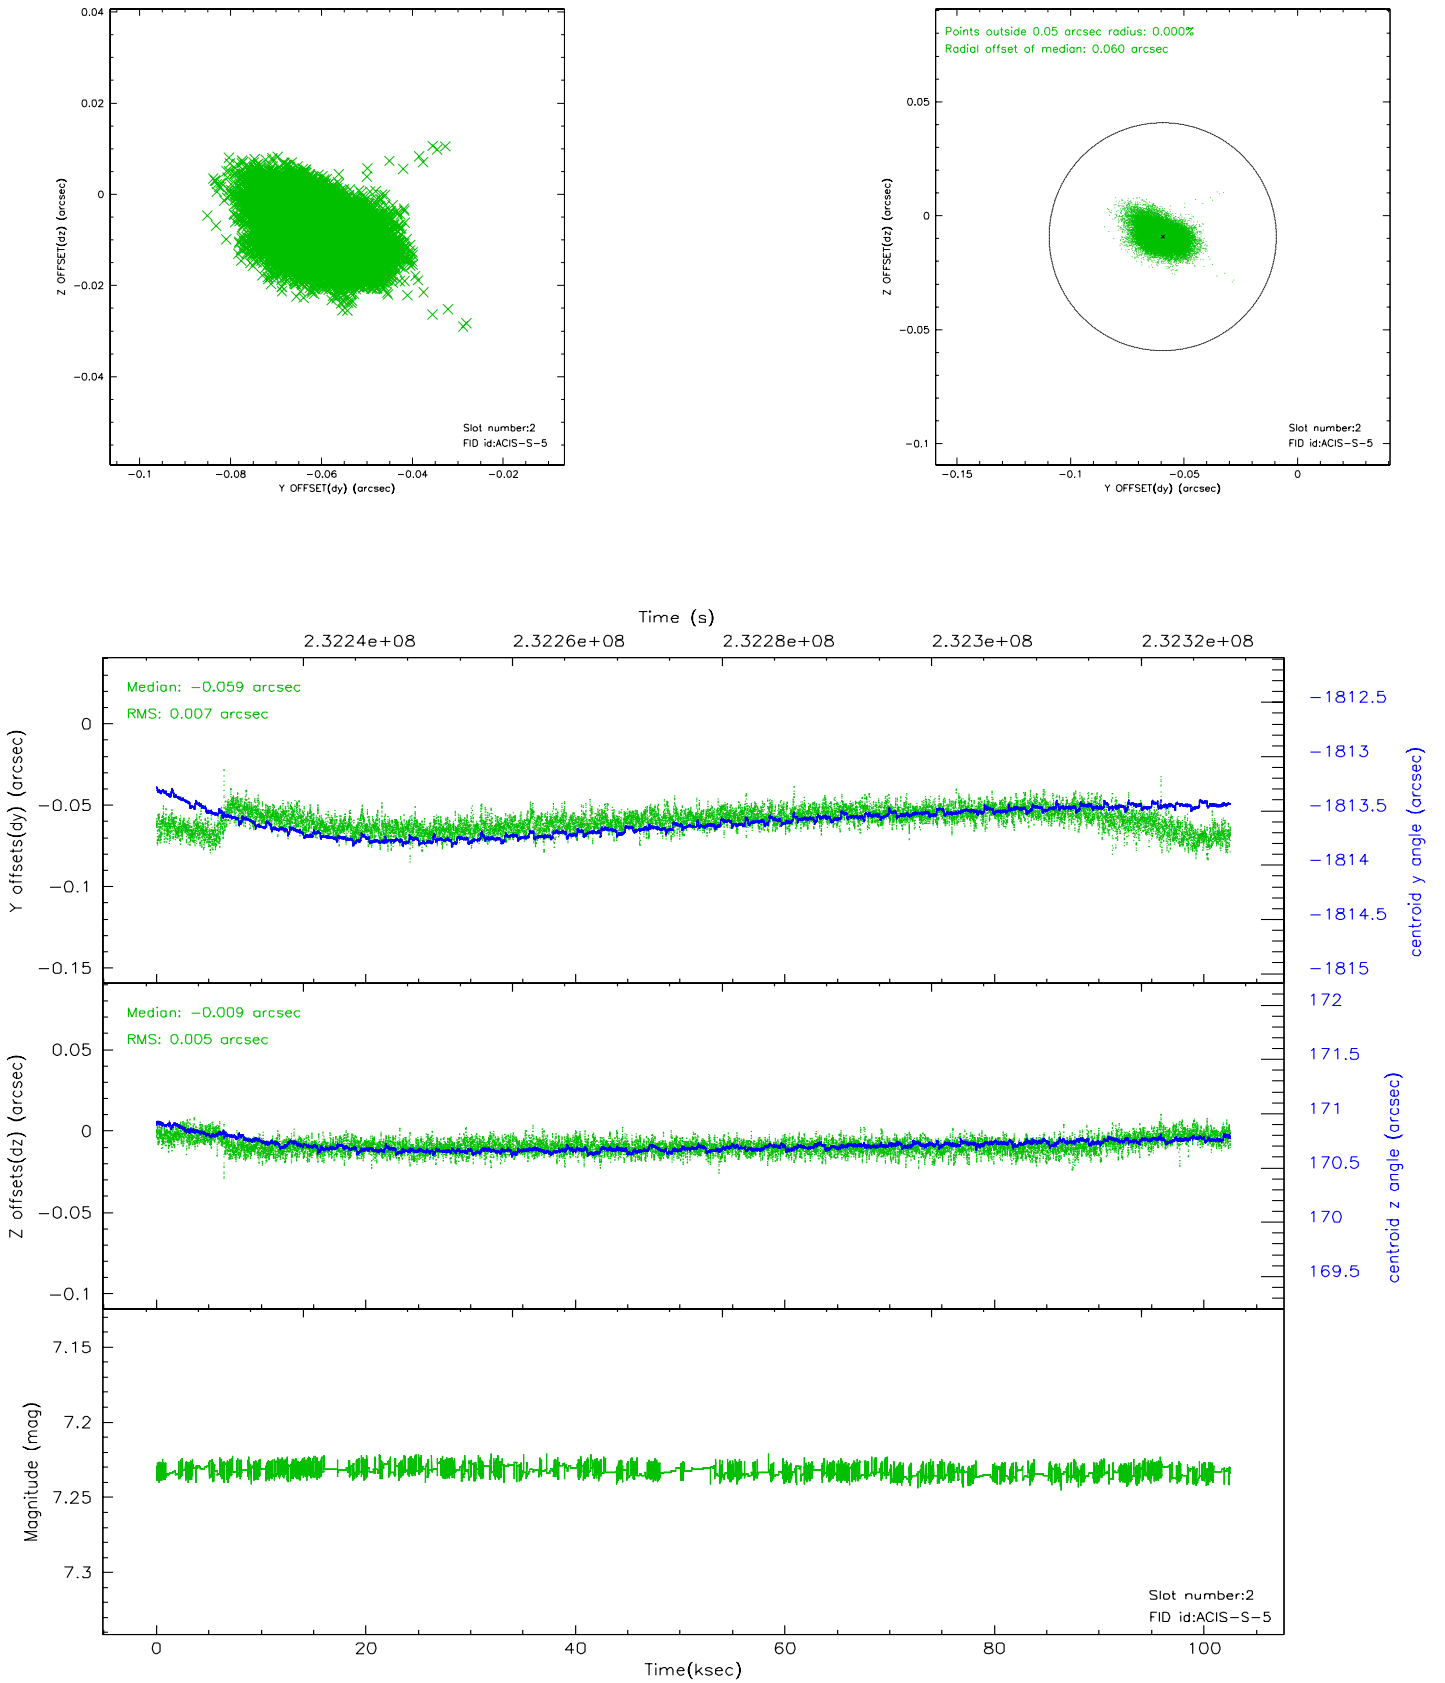 0.04
0.02
0
-0.02
-0.04
Z OFFSET(dz) (arcsec)
Slot number:2
FID id:ACIS-S-5
-0.1 -0.08 -0.06 -0.04 -0.02
Y OFFSET(dy) (arcsec)
Points outside 0.05 arcsec radius: 0.000%
Radial offset of median: 0.060 arcsec
0.05
0
-0.05
-0.1
Z OFFSET(dz) (arcsec)
Slot number:2
FID id:ACIS-S-5
-0.15 -0.1 -0.05 0
Y OFFSET(dy) (arcsec)
Time (s)
2.3224e+08 2.3226e+08 2.3228e+08 2.323e+08 2.3232e+08
Median: -0.059 arcsec
RMS: 0.007 arcsec
0
-0.05
-0.1
-0.15
Y offsets(dy) (arcsec)
-1812.5
-1813
-1813.5
-1814
-1814.5
-1815
centroid y angle (arcsec)
Median: -0.009 arcsec
RMS: 0.005 arcsec
0.05
0
-0.05
-0.1
Z offsets(dz) (arcsec)
172
171.5
171
170.5
170
169.5
centroid z angle (arcsec)
7.15
7.2
7.25
7.3
Magnitude (mag)
Slot number:2
FID id:ACIS-S-5
0 20 40 60 80 100
Time(ksec)